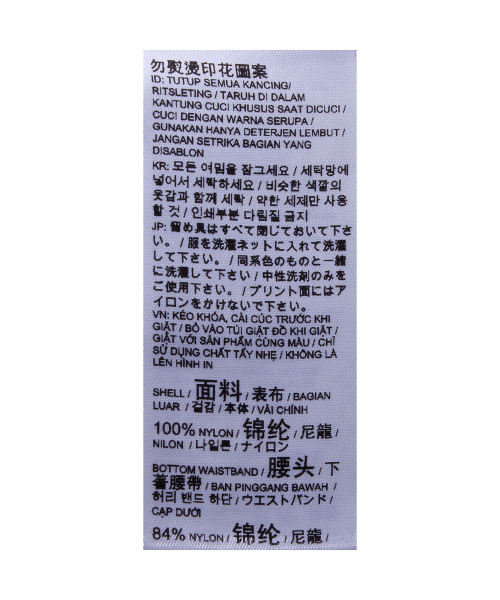 勿熨燙印花圖案
ID: TUTUP SEMUA KANCING/
RITSLETING / TARUH DI DALAM
KANTUNG CUCI KHUSUS SAAT DICUCI /
CUCI DENGAN WARNA SERUPA /
GUNAKAN HANYA DETERJEN LEMBUT /
JANGAN SETRIKA BAGIAN YANG
DISABLON
KR: 모든 여밈을 잠그세요 / 세탁망에
넣어서 세탁하세요 / 비슷한 색깔의
옷감과 함께 세탁 / 약한 세제만 사용
할 것 / 인쇄부분 다림질 금지
JP: 留め具はすべて閉じておいて下さ
い。 / 服を洗濯ネットに入れて洗濯
して下さい。 / 同系色のものと一緒
に洗濯して下さい / 中性洗剤のみを
ご使用下さい。 / プリント面にはア
イロンをかけないで下さい。
VN: KÉO KHÓA, CÀI CÚC TRƯỚC KHI
GIẶT / BỎ VÀO TÚI GIẶT ĐỒ KHI GIẶT /
GIẶT VỚI SẢN PHẨM CÙNG MÀU / CHỈ
SỬ DỤNG CHẤT TẨY NHẸ / KHÔNG LÀ
LÊN HÌNH IN
SHELL / 面料 / 表布 / BAGIAN
LUAR / 겉감 / 本体 / VẢI CHÍNH
100% NYLON / 锦纶 / 尼龍 /
NILON / 나일론 / ナイロン
BOTTOM WAISTBAND / 腰头 / 下
蓄腰帶 / BAN PINGGANG BAWAH /
허리 밴드 하단 / ウエストバンド /
CẠP DƯỚI
84% NYLON / 锦纶 / 尼龍 /